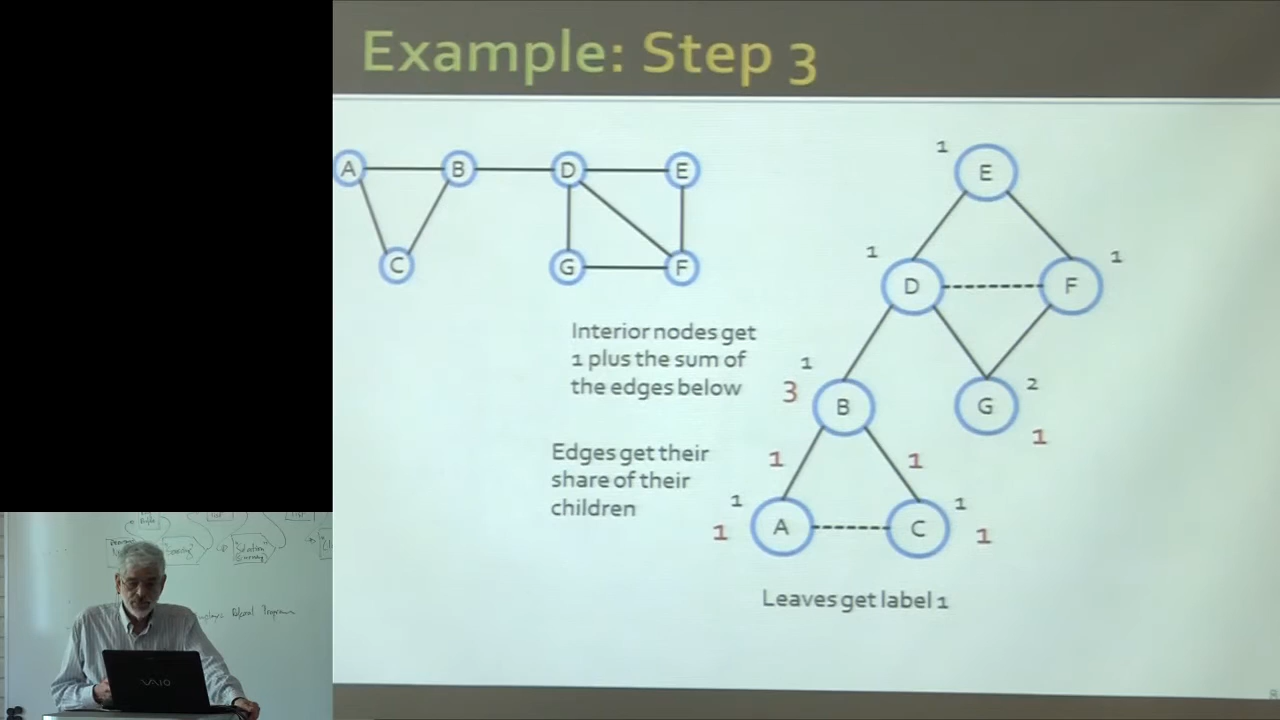 Example: Step 3
A
B
D
E
C
G
F
1
E
1
D
F
1
Interior nodes get
1 plus the sum of
the edges below
1
3
B
G
2
1
Edges get their
share of their
children
1
1
1
1
A
C
1
1
Leaves get label 1
VAIO